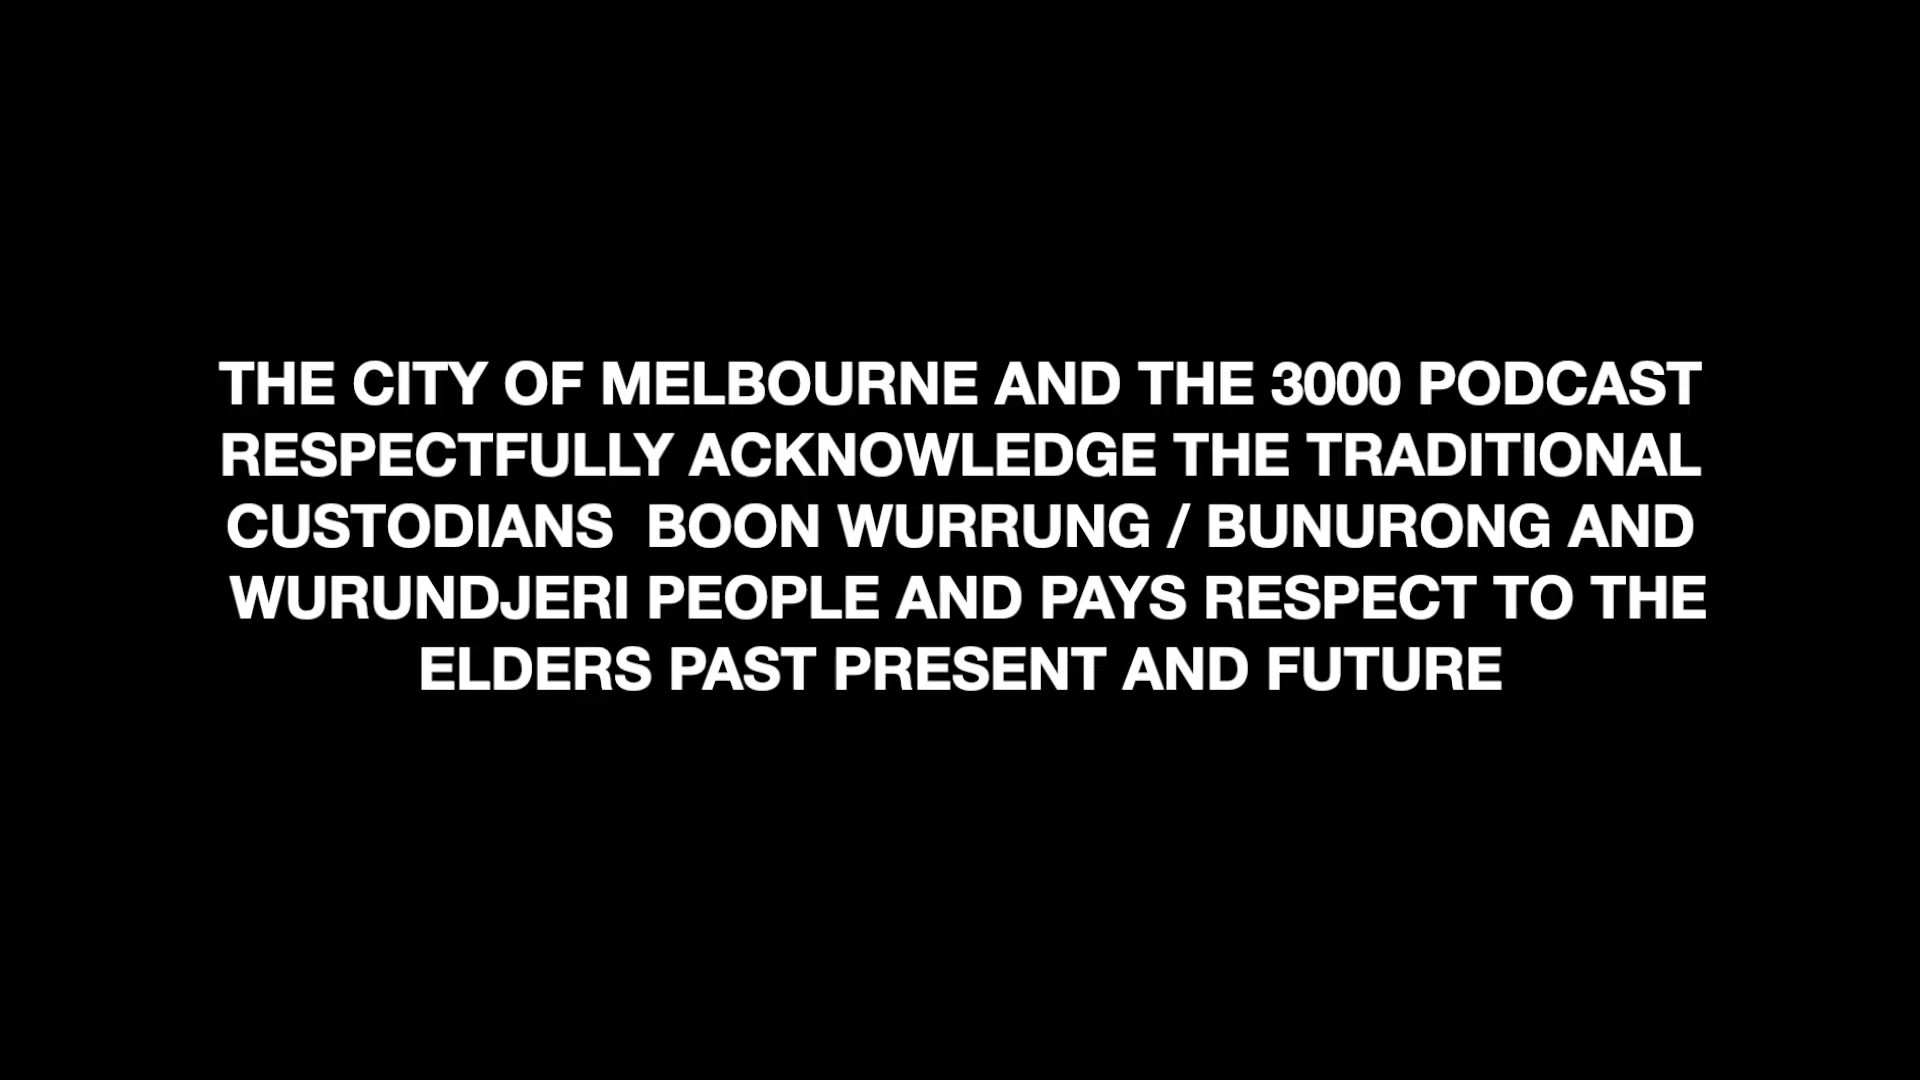 THE CITY OF MELBOURNE AND THE 3000 PODCAST
RESPECTFULLY ACKNOWLEDGE THE TRADITIONAL
CUSTODIANS  BOON WURRUNG / BUNURONG AND
WURUNDJERI PEOPLE AND PAYS RESPECT TO THE
ELDERS PAST PRESENT AND FUTURE